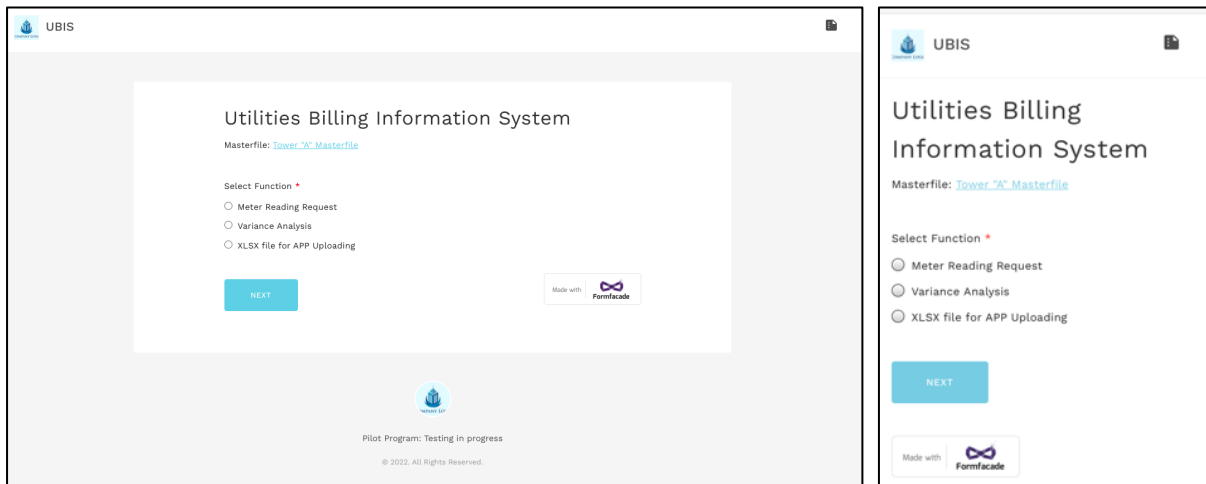 UBIS
Utilities Billing Information System
Masterfile: Tower "A" Masterfile
Select Function *
Meter Reading Request
Variance Analysis
XLSX file for APP Uploading
NEXT
Made with
Formfacade
Pilot Program: Testing in progress
© 2022. All Rights Reserved.
UBIS
Utilities Billing
Information System
Masterfile: Tower "A" Masterfile
Select Function *
Meter Reading Request
Variance Analysis
XLSX file for APP Uploading
NEXT
Made with
Formfacade